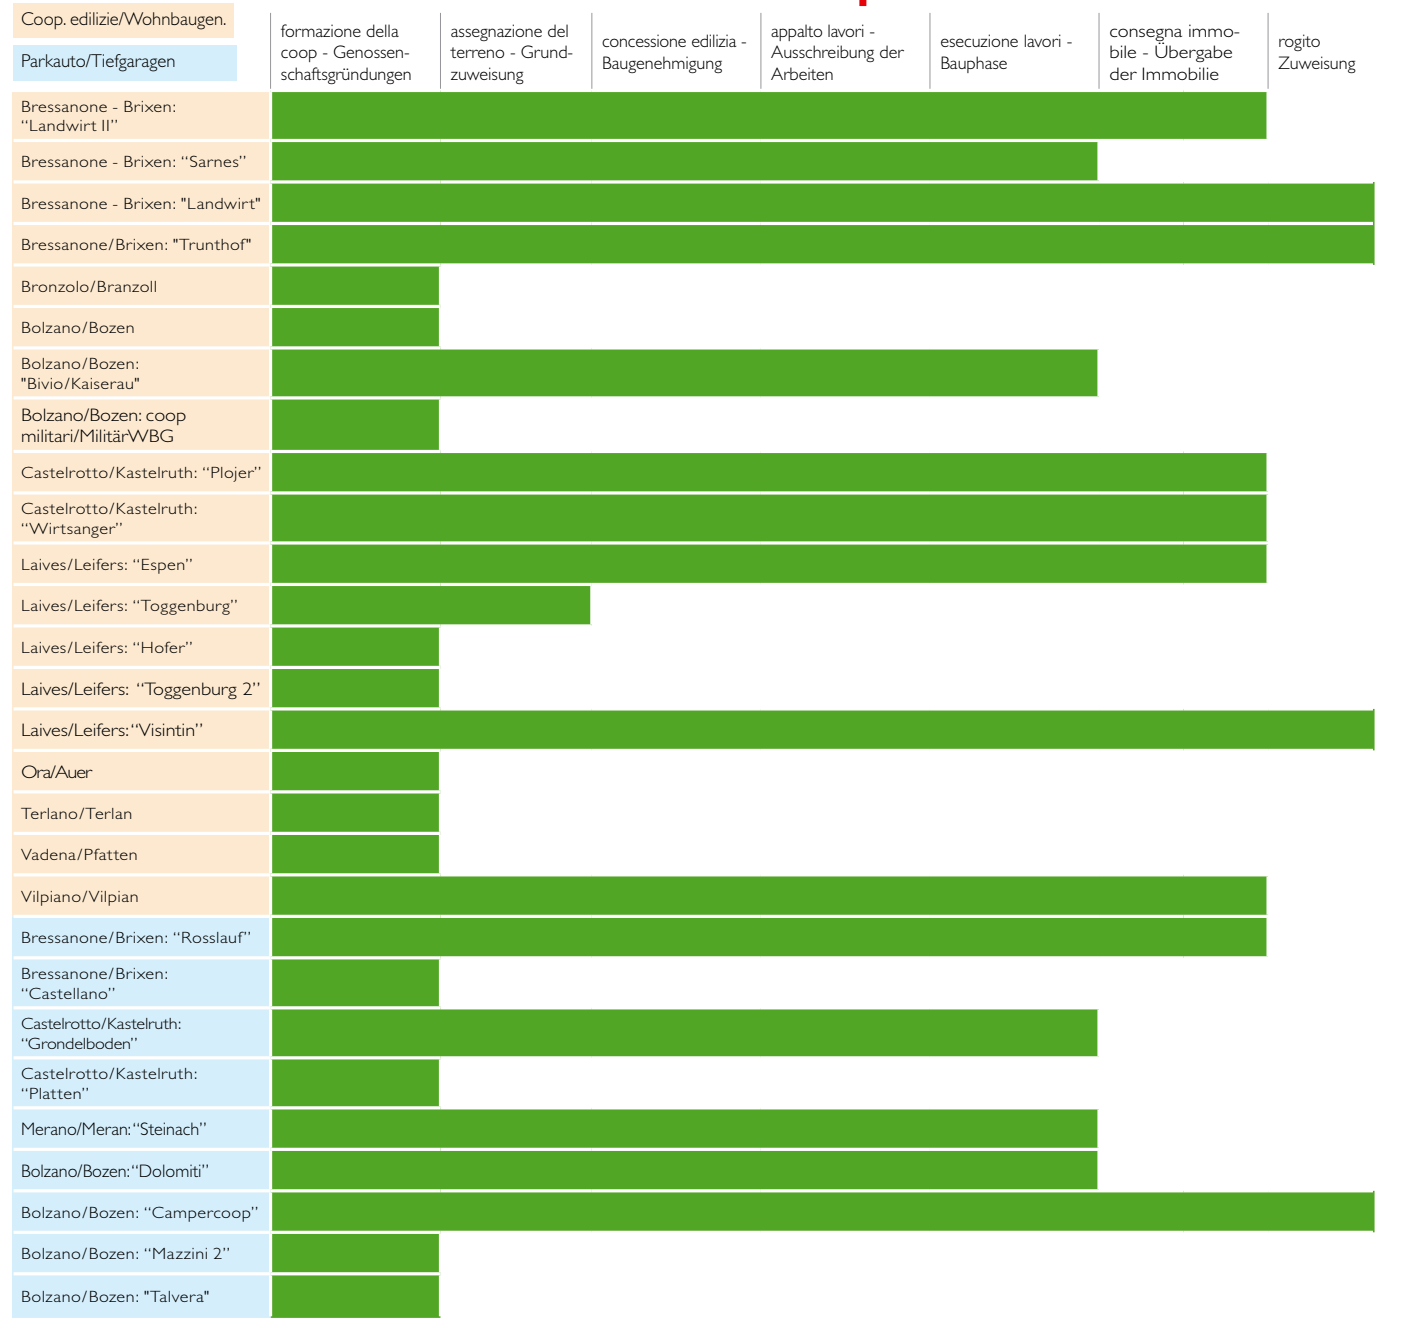 Coop. edilizie/Wohnbaugen.
Parkauto/Tiefgaragen
formazione della
coop - Genossen-
schaftsgründungen
assegnazione del
terreno - Grund-
zuweisung
concessione edilizia -
Baugenehmigung
appalto lavori -
Ausschreibung der
Arbeiten
esecuzione lavori -
Bauphase
consegna immo-
bile - Übergabe
der Immobilie
rogito
Zuweisung
Bressanone - Brixen:
“Landwirt II”
Bressanone - Brixen: “Sarnes”
Bressanone - Brixen: "Landwirt"
Bressanone/Brixen: "Trunthof"
Bronzolo/Branzoll
Bolzano/Bozen
Bolzano/Bozen:
"Bivio/Kaiserau"
Bolzano/Bozen: coop
militari/MilitärWBG
Castelrotto/Kastelruth: “Plojer”
Castelrotto/Kastelruth:
“Wirtsanger”
Laives/Leifers: “Espen”
Laives/Leifers: “Toggenburg”
Laives/Leifers: “Hofer”
Laives/Leifers: “Toggenburg 2”
Laives/Leifers: “Visintin”
Ora/Auer
Terlano/Terlan
Vadena/Pfatten
Vilpiano/Vilpian
Bressanone/Brixen: “Rosslauf”
Bressanone/Brixen:
“Castellano”
Castelrotto/Kastelruth:
“Grondelboden”
Castelrotto/Kastelruth:
“Platten”
Merano/Meran: “Steinach”
Bolzano/Bozen: “Dolomiti”
Bolzano/Bozen: “Campercoop”
Bolzano/Bozen: “Mazzini 2”
Bolzano/Bozen: "Talvera"